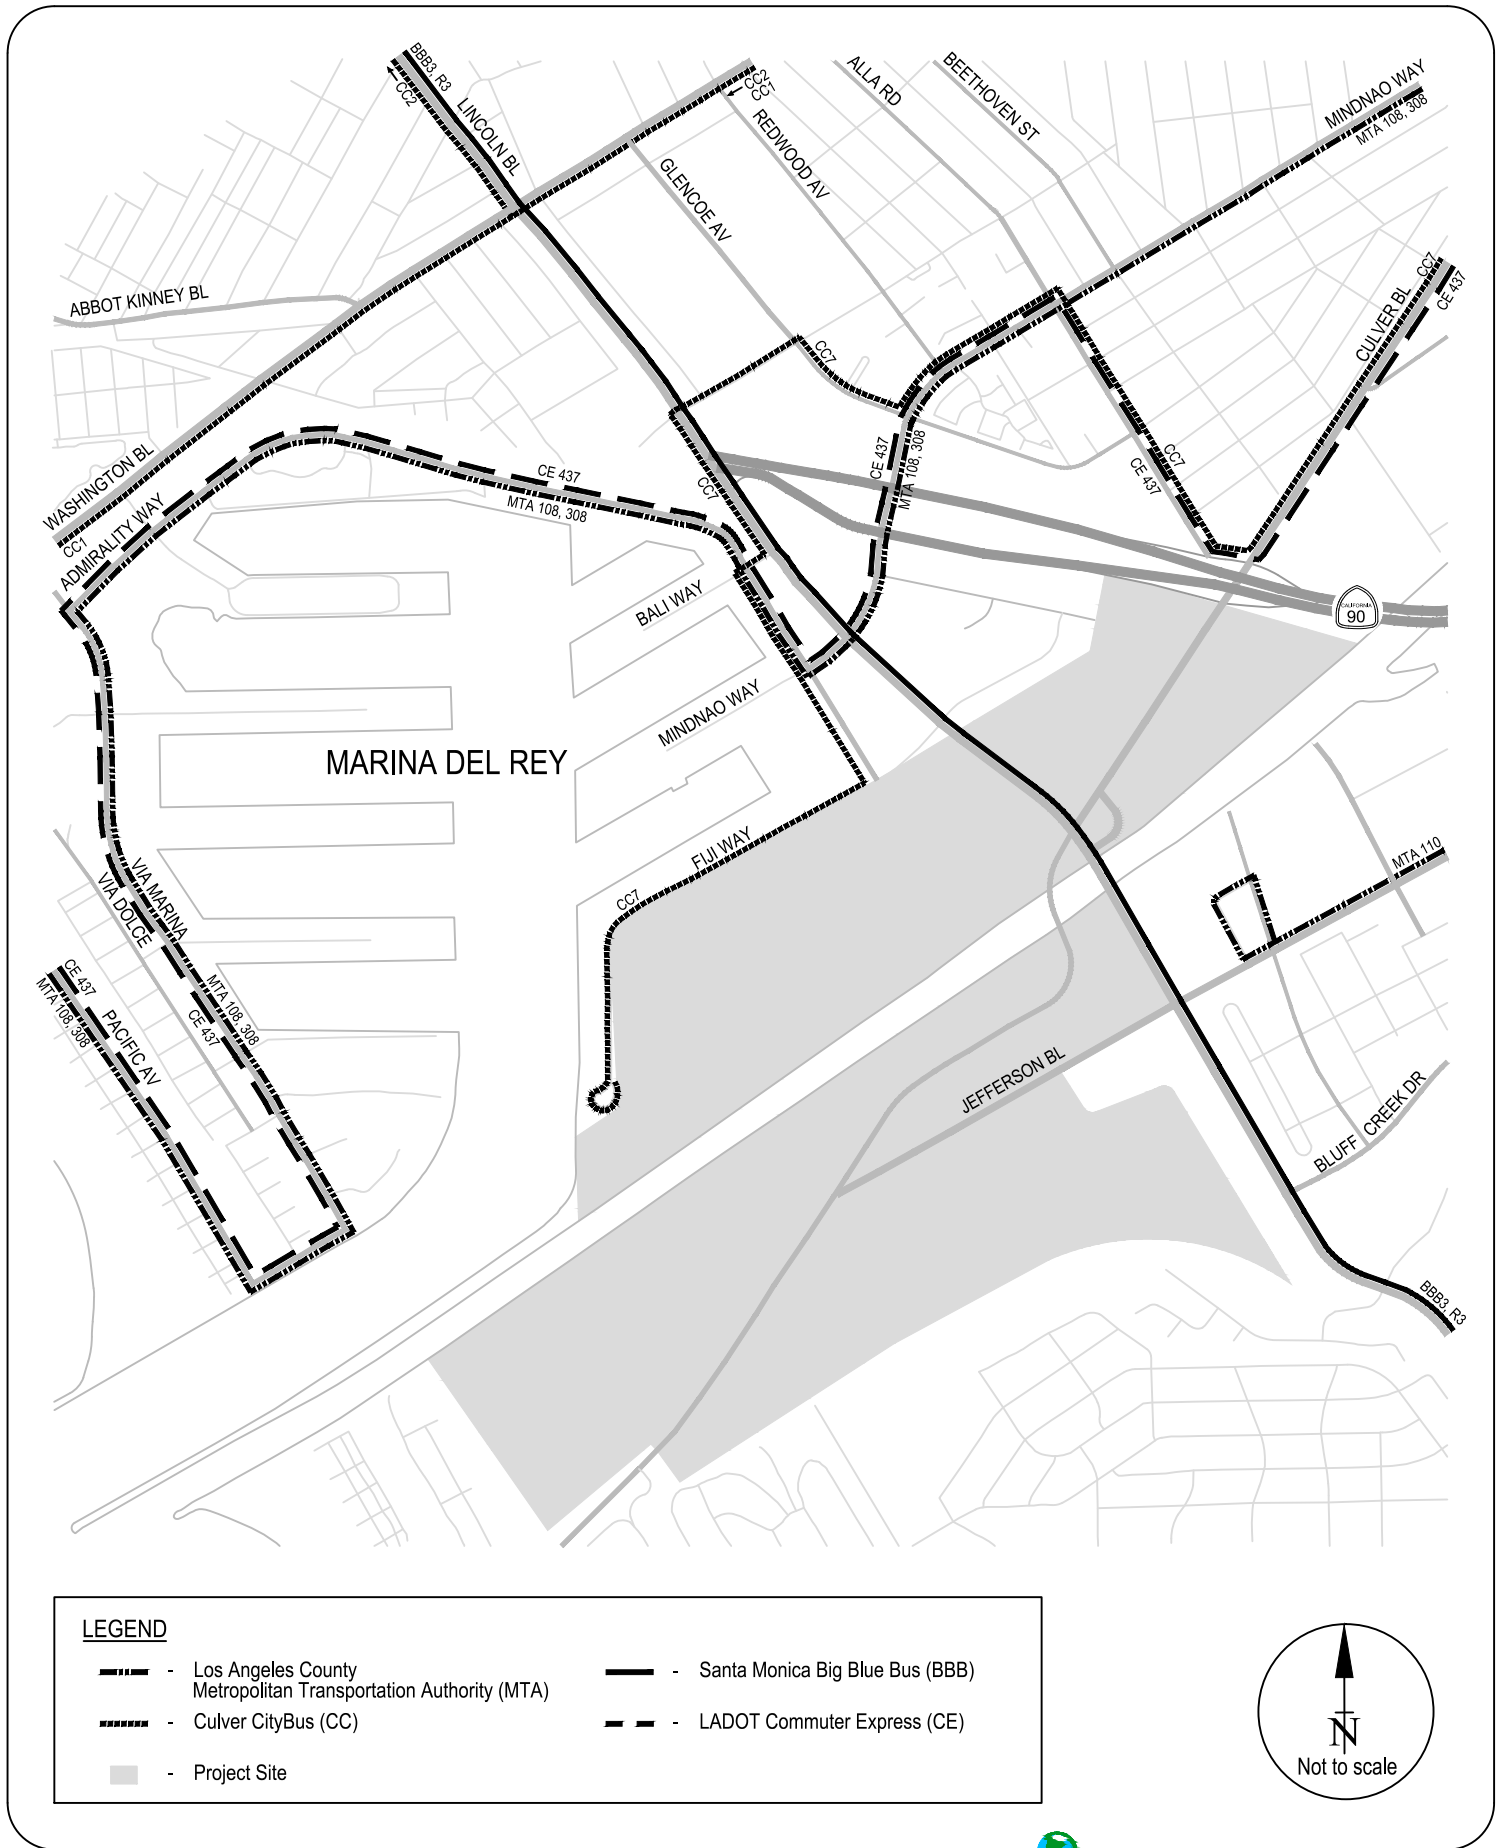 BBB3, R3
CC2
LINCOLN BL
CC2
CC1
REDWOOD AV
GLENCOE AV
ALLA RD
BEETHOVEN ST
MINDNAO WAY
MTA 108, 308
CC7
CE 437
CULVER BL
ABBOT KINNEY BL
CC7
WASHINGTON BL
CC1
ADMIRALITY WAY
CE 437
MTA 108, 308
CC7
CE 437
MTA 108, 308
CC7
CE 437
BALI WAY
CALIFORNIA
90
MINDNAO WAY
MARINA DEL REY
FIJI WAY
CC7
MTA 110
VIA MARINA
VIA DOLCE
MTA 108, 308
CE 437
CE 437
MTA 108, 308
PACIFIC AV
JEFFERSON BL
BLUFF CREEK DR
BBB3, R3
LEGEND
- Los Angeles County
Metropolitan Transportation Authority (MTA)
- Santa Monica Big Blue Bus (BBB)
- Culver CityBus (CC)
- LADOT Commuter Express (CE)
- Project Site
N
Not to scale